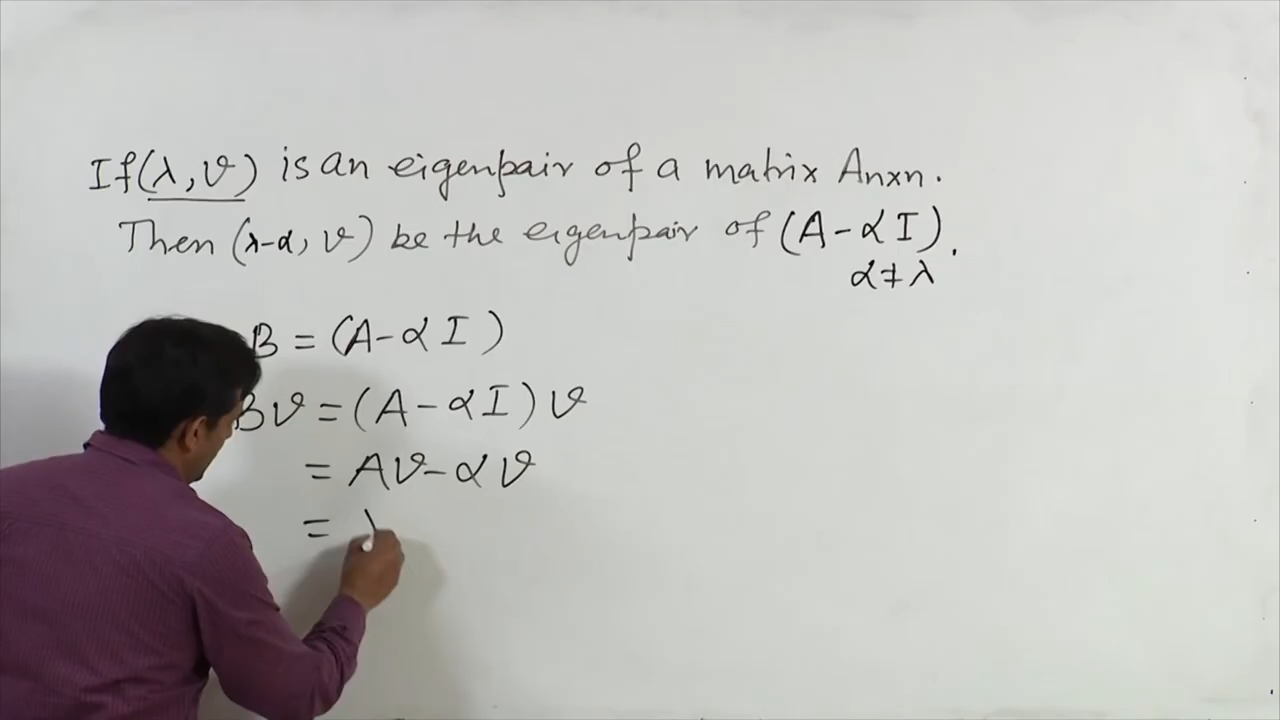 If (λ, v) is an eigenpair of a matrix Anxn.
Then (λ-α, v) be the eigenpair of (A-αI).
α≠λ
B = (A-αI)
Bv = (A-αI)v
= Av-αv
= λ